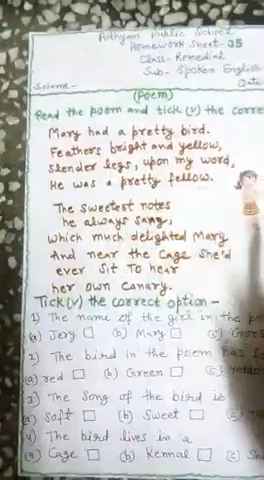 Adhyan Public School
Homework Sheet - 35
Class - Remedial
Sub - Spoken English
S.Name - Date
(Poem)
Read the poem and tick (✓) the corre
Mary had a pretty bird.
Feathers bright and yellow,
Slender legs, upon my word,
He was a pretty fellow.
The sweetest notes
he always sang,
which much delighted Mary
And near the Cage She'd
ever sit To hear
her own canary.
Tick (✓) the correct option -
1) The name of the girl in the p
(a) Jery (b) Mary (c)
2) The bird in the poem has
(a) red (b) Green (c)
3) The song of the bird is
(a) Soft (b) Sweet (c)
4) The bird lives in a
(a) Cage (b) Kennal (c) Sh